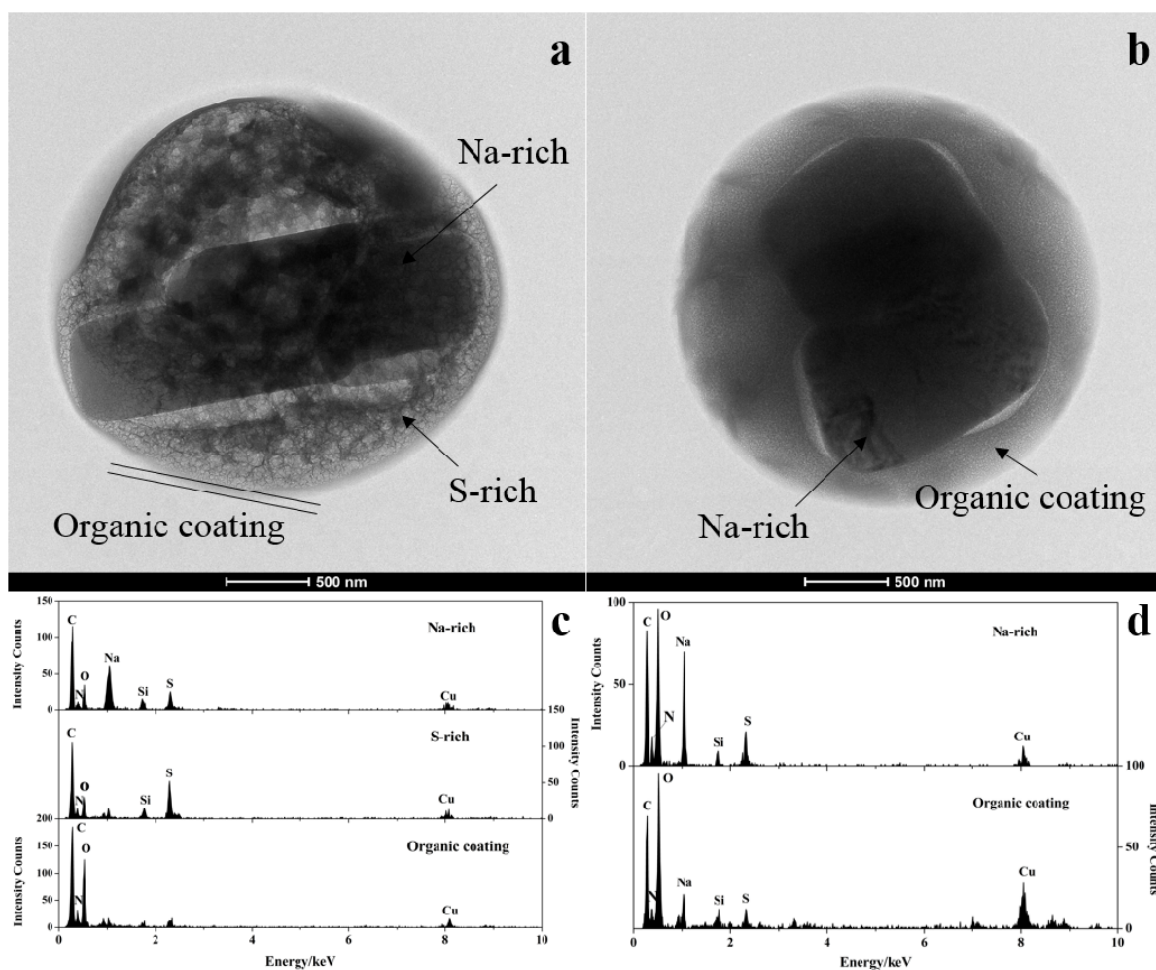 a
Na-rich
S-rich
Organic coating
500 nm
b
Na-rich
Organic coating
500 nm
c
Na-rich
C
N
O
Na
Si
S
Cu
150
100
50
0
Intensity Counts
S-rich
C
N
O
Si
S
Cu
150
100
50
0
Intensity Counts
Organic coating
C
N
O
Cu
200
150
100
50
0
Intensity Counts
0 2 4 6 8 10
Energy/keV
d
Na-rich
C
O
N
Na
Si
S
Cu
100
50
0
Intensity Counts
Organic coating
C
N
O
Na
Si
S
Cu
100
50
0
Intensity Counts
0 2 4 6 8 10
Energy/keV